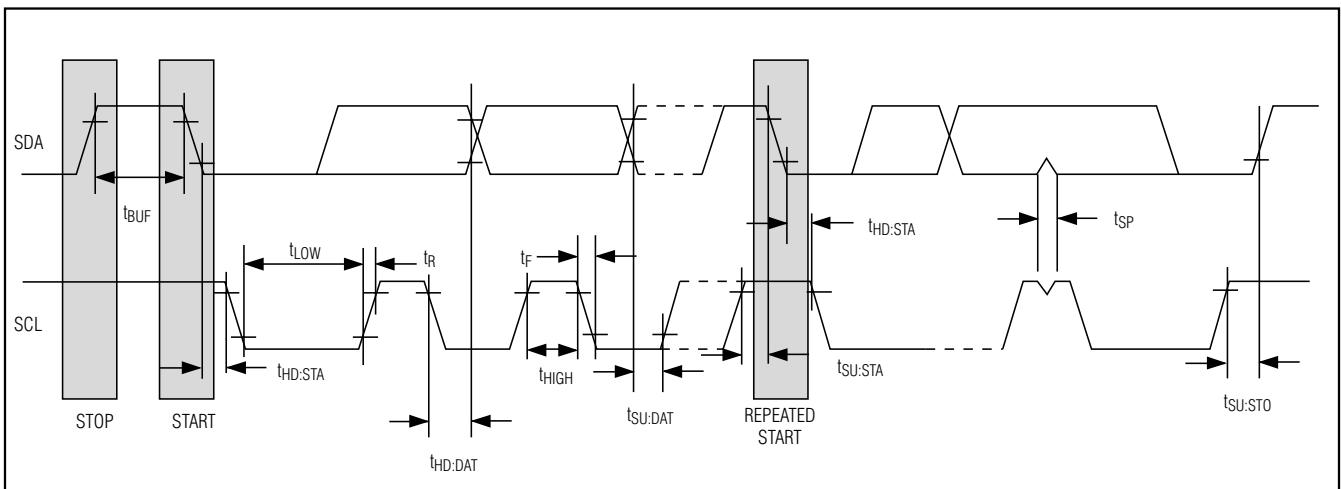 SDA
tBUF
tLOW
tR
tF
tHD:STA
tSP
SCL
tHD:STA
tHIGH
tSU:STA
tSU:DAT
tSU:STO
STOP
START
REPEATED
START
tHD:DAT